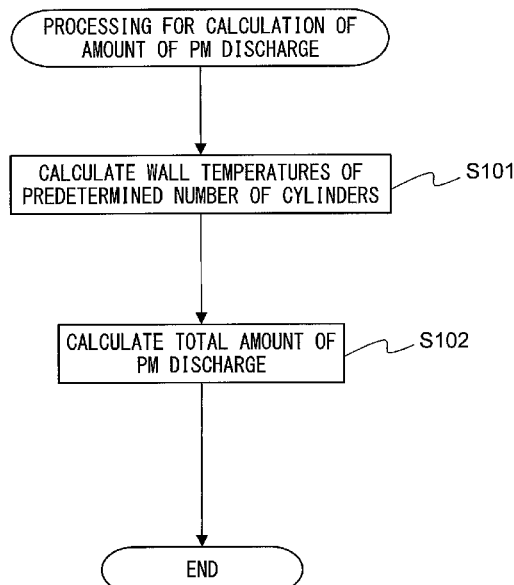 PROCESSING FOR CALCULATION OF
AMOUNT OF PM DISCHARGE
CALCULATE WALL TEMPERATURES OF
PREDETERMINED NUMBER OF CYLINDERS
S101
CALCULATE TOTAL AMOUNT OF
PM DISCHARGE
S102
END